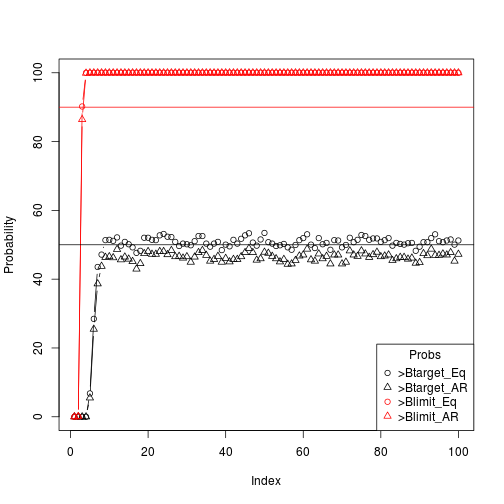 Probability
100
80
60
40
20
0
Probs
>Btarget_Eq
>Btarget_AR
>Blimit_Eq
>Blimit_AR
0 20 40 60 80 100
Index